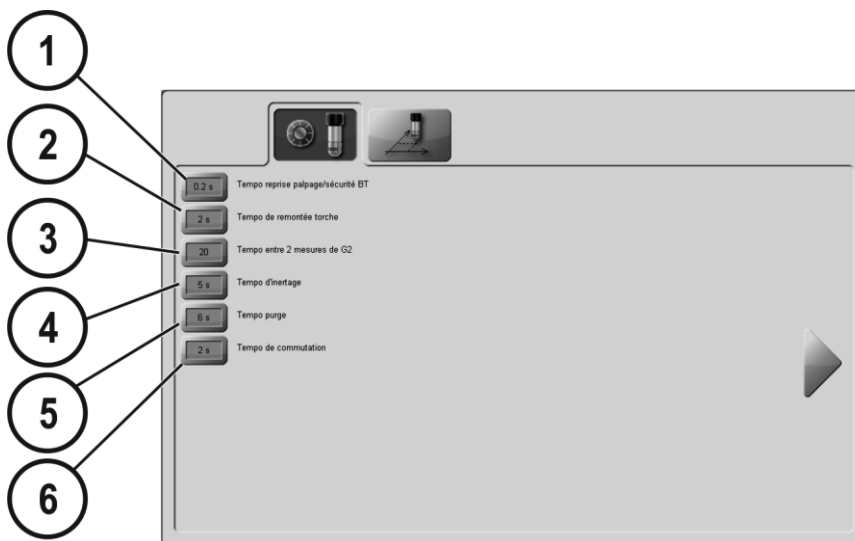 1
2
3
4
5
6
0.2 s Tempo reprise palpage/sécurité BT
2 s Tempo de remontée torche
20 Tempo entre 2 mesures de G2
5 s Tempo d'inertage
6 s Tempo purge
2 s Tempo de commutation